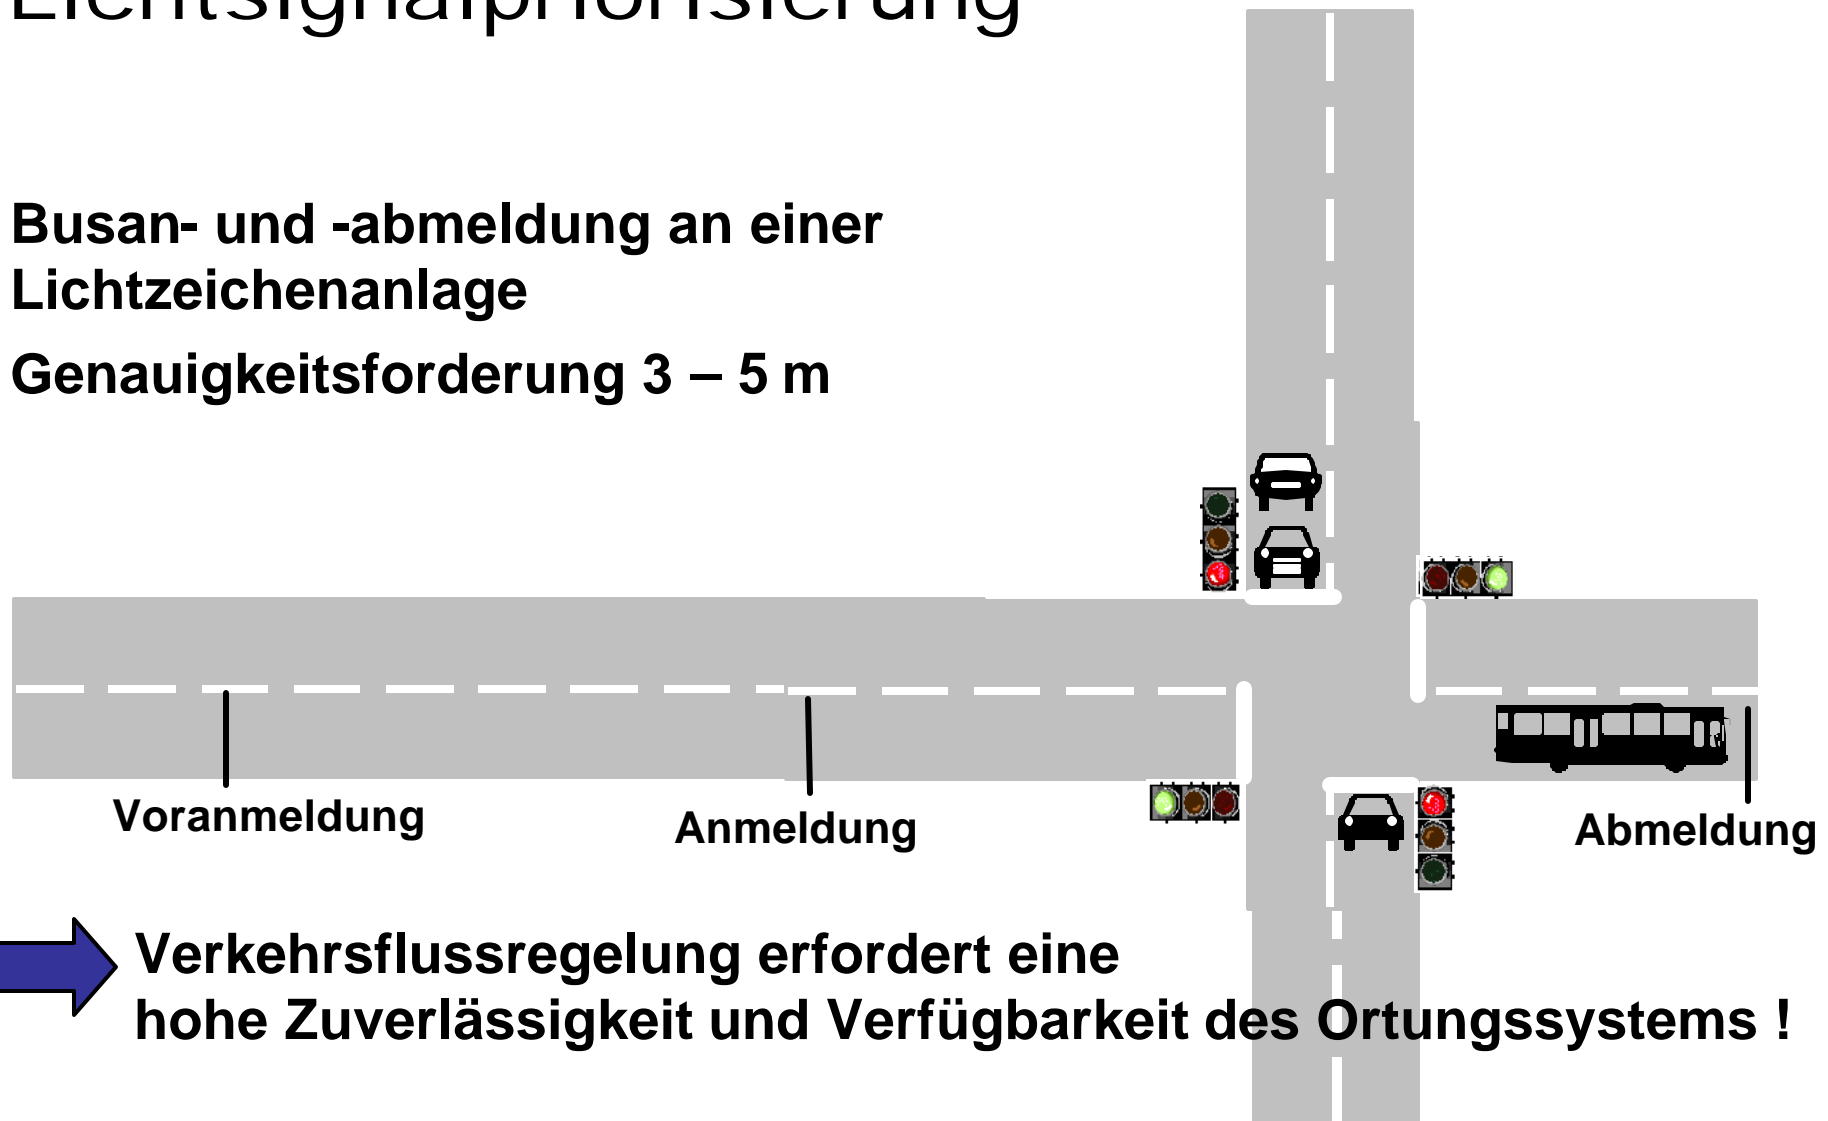 Lichtsignalpriorisierung
Busan- und -abmeldung an einer
Lichtzeichenanlage
Genauigkeitsforderung 3 – 5 m
Voranmeldung
Anmeldung
Abmeldung
Verkehrsflussregelung erfordert eine
hohe Zuverlässigkeit und Verfügbarkeit des Ortungssystems !